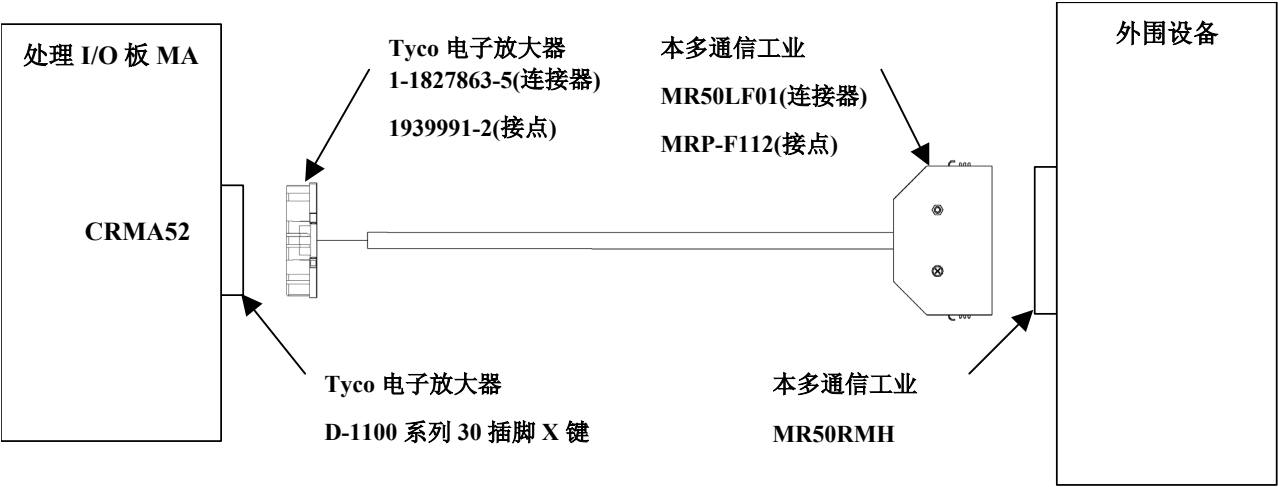 处理 I/O 板 MA
CRMA52
Tyco 电子放大器
1-1827863-5(连接器)
1939991-2(接点)
本多通信工业
MR50LF01(连接器)
MRP-F112(接点)
外围设备
Tyco 电子放大器
D-1100 系列 30 插脚 X 键
本多通信工业
MR50RMH